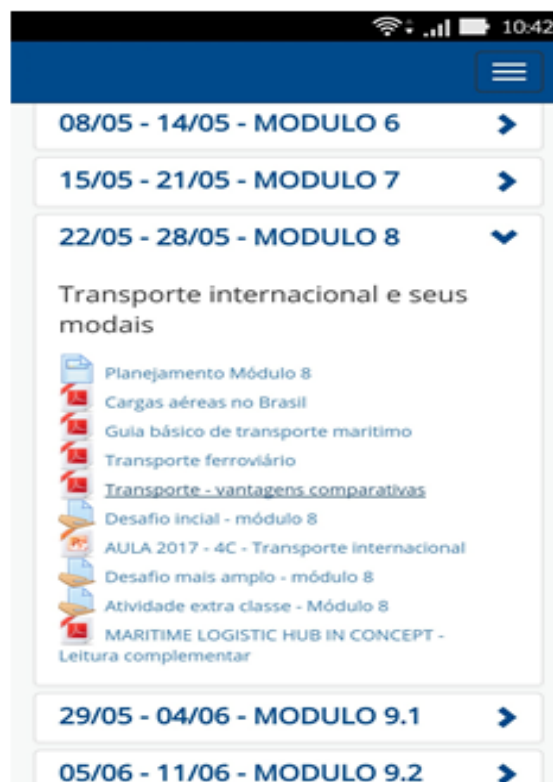 10:42
08/05 - 14/05 - MODULO 6
15/05 - 21/05 - MODULO 7
22/05 - 28/05 - MODULO 8
Transporte internacional e seus
modais
Planejamento Módulo 8
Cargas aéreas no Brasil
Guia básico de transporte maritimo
Transporte ferroviário
Transporte - vantagens comparativas
Desafio incial - módulo 8
AULA 2017 - 4C - Transporte internacional
Desafio mais amplo - módulo 8
Atividade extra classe - Módulo 8
MARITIME LOGISTIC HUB IN CONCEPT -
Leitura complementar
29/05 - 04/06 - MODULO 9.1
05/06 - 11/06 - MODULO 9.2